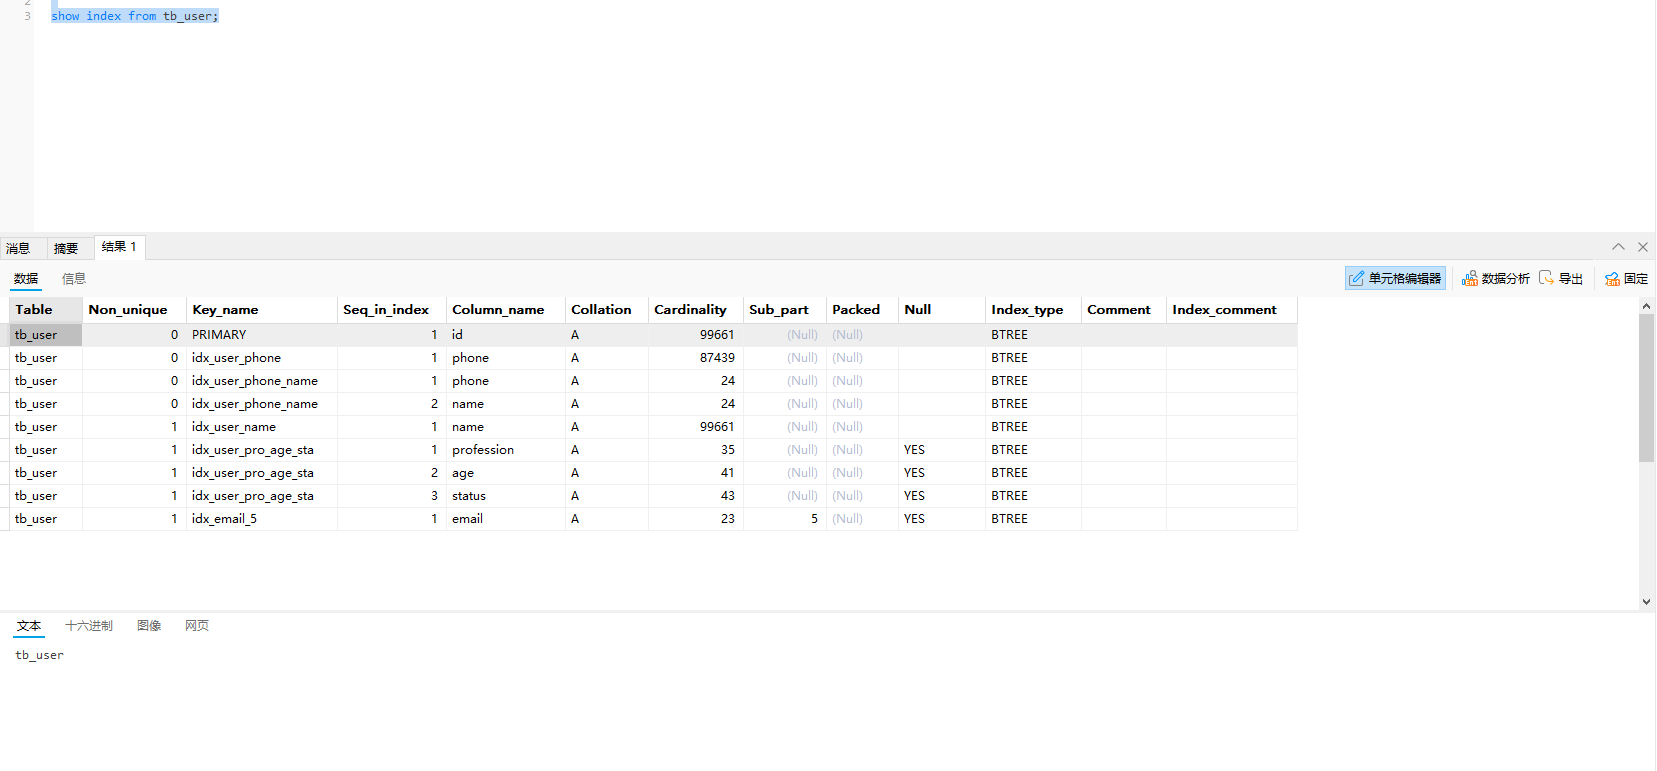 2
3 show index from tb_user;
消息 摘要 结果 1
数据 信息 单元格编辑器 数据分析 导出 固定
Table Non_unique Key_name Seq_in_index Column_name Collation Cardinality Sub_part Packed Null Index_type Comment Index_comment
tb_user 0 PRIMARY 1 id A 99661 (Null) (Null) BTREE
tb_user 0 idx_user_phone 1 phone A 87439 (Null) (Null) BTREE
tb_user 0 idx_user_phone_name 1 phone A 24 (Null) (Null) BTREE
tb_user 0 idx_user_phone_name 2 name A 24 (Null) (Null) BTREE
tb_user 1 idx_user_name 1 name A 99661 (Null) (Null) BTREE
tb_user 1 idx_user_pro_age_sta 1 profession A 35 (Null) (Null) YES BTREE
tb_user 1 idx_user_pro_age_sta 2 age A 41 (Null) (Null) YES BTREE
tb_user 1 idx_user_pro_age_sta 3 status A 43 (Null) (Null) YES BTREE
tb_user 1 idx_email_5 1 email A 23 5 (Null) YES BTREE
文本 十六进制 图像 网页
tb_user